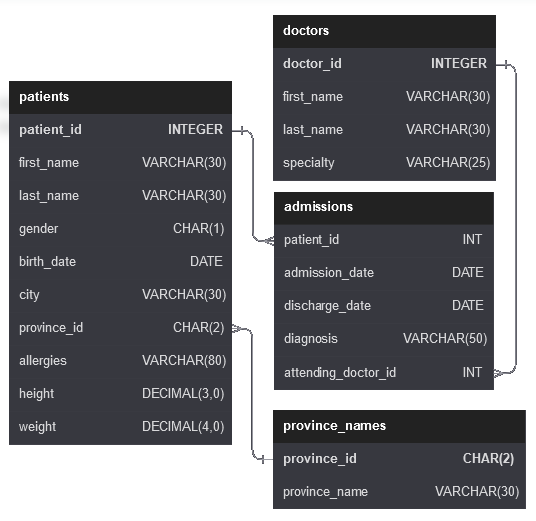 patients
patient_id INTEGER
first_name VARCHAR(30)
last_name VARCHAR(30)
gender CHAR(1)
birth_date DATE
city VARCHAR(30)
province_id CHAR(2)
allergies VARCHAR(80)
height DECIMAL(3,0)
weight DECIMAL(4,0)
doctors
doctor_id INTEGER
first_name VARCHAR(30)
last_name VARCHAR(30)
specialty VARCHAR(25)
admissions
patient_id INT
admission_date DATE
discharge_date DATE
diagnosis VARCHAR(50)
attending_doctor_id INT
province_names
province_id CHAR(2)
province_name VARCHAR(30)